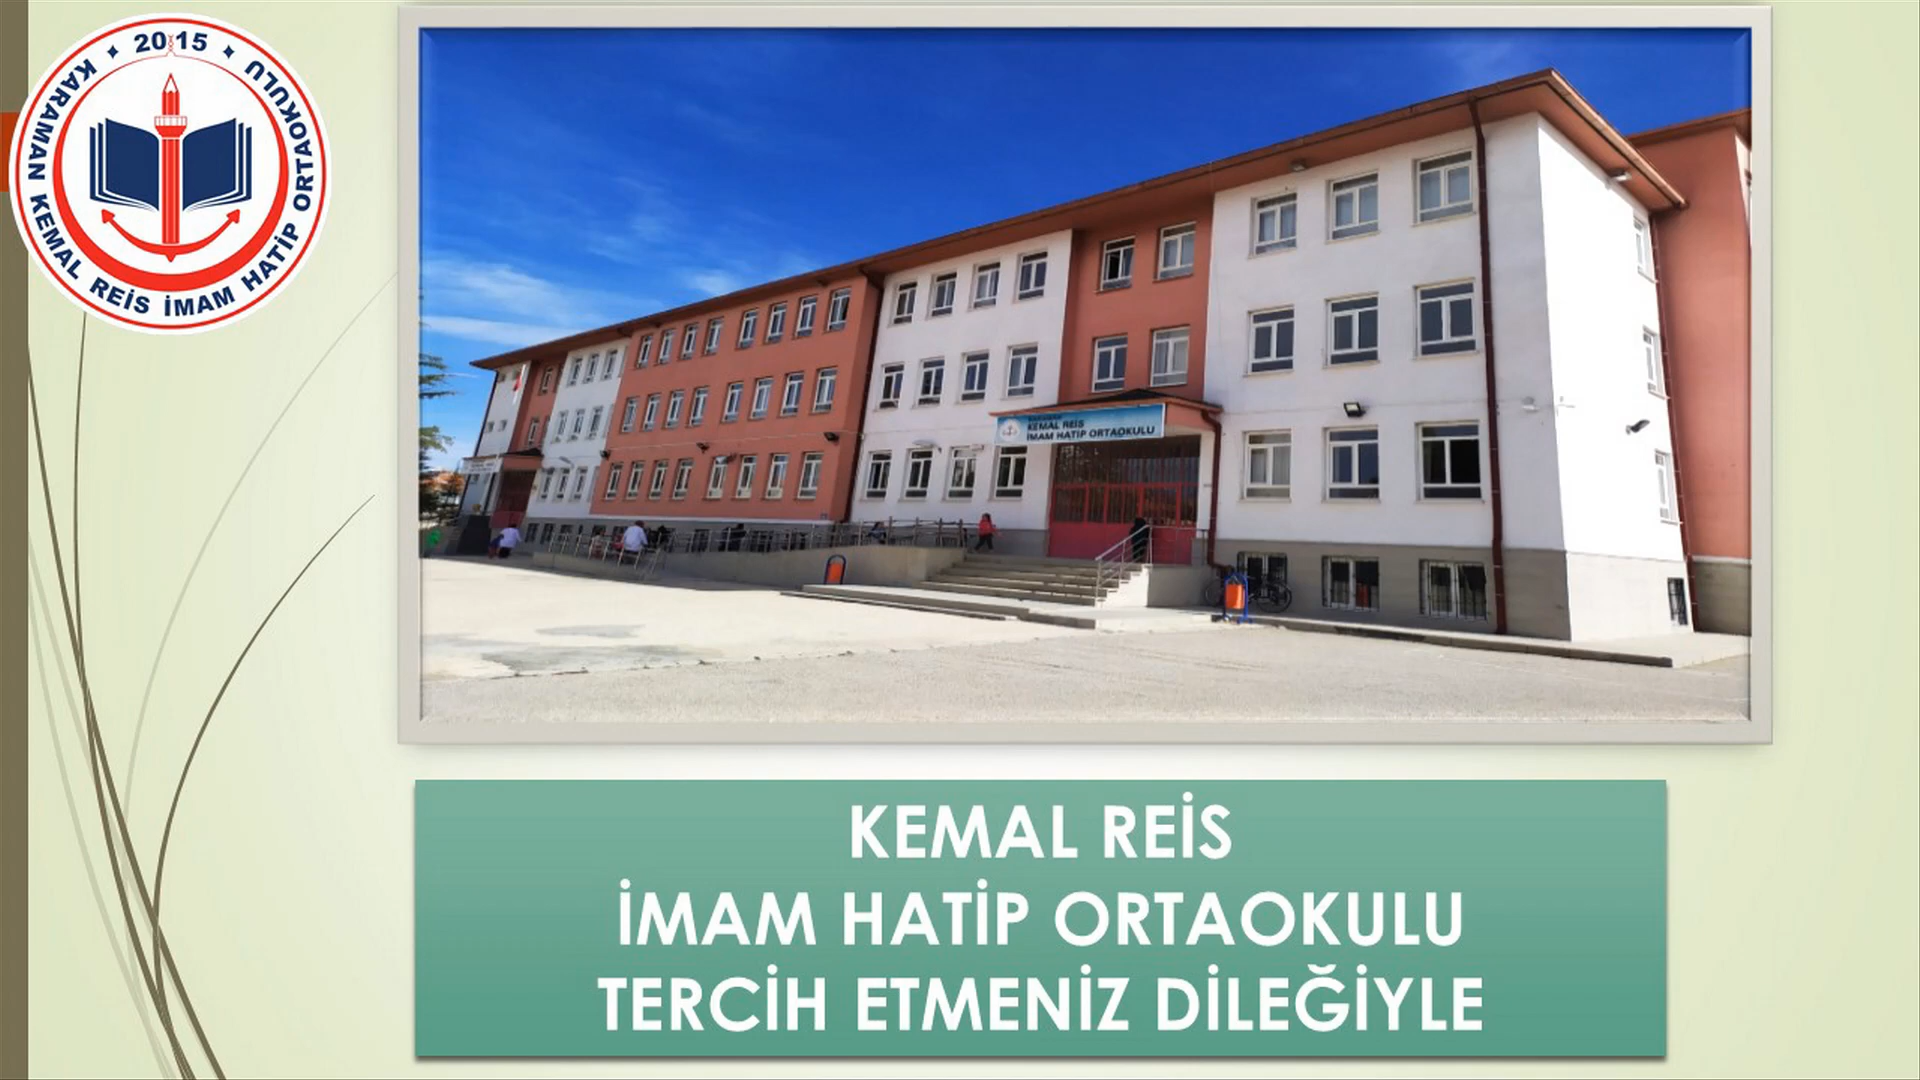 2015
KARAMAN KEMAL REİS İMAM HATİP ORTAOKULU
KEMAL REİS
İMAM HATİP ORTAOKULU
KEMAL REİS
İMAM HATİP ORTAOKULU
TERCİH ETMENİZ DİLEĞİYLE